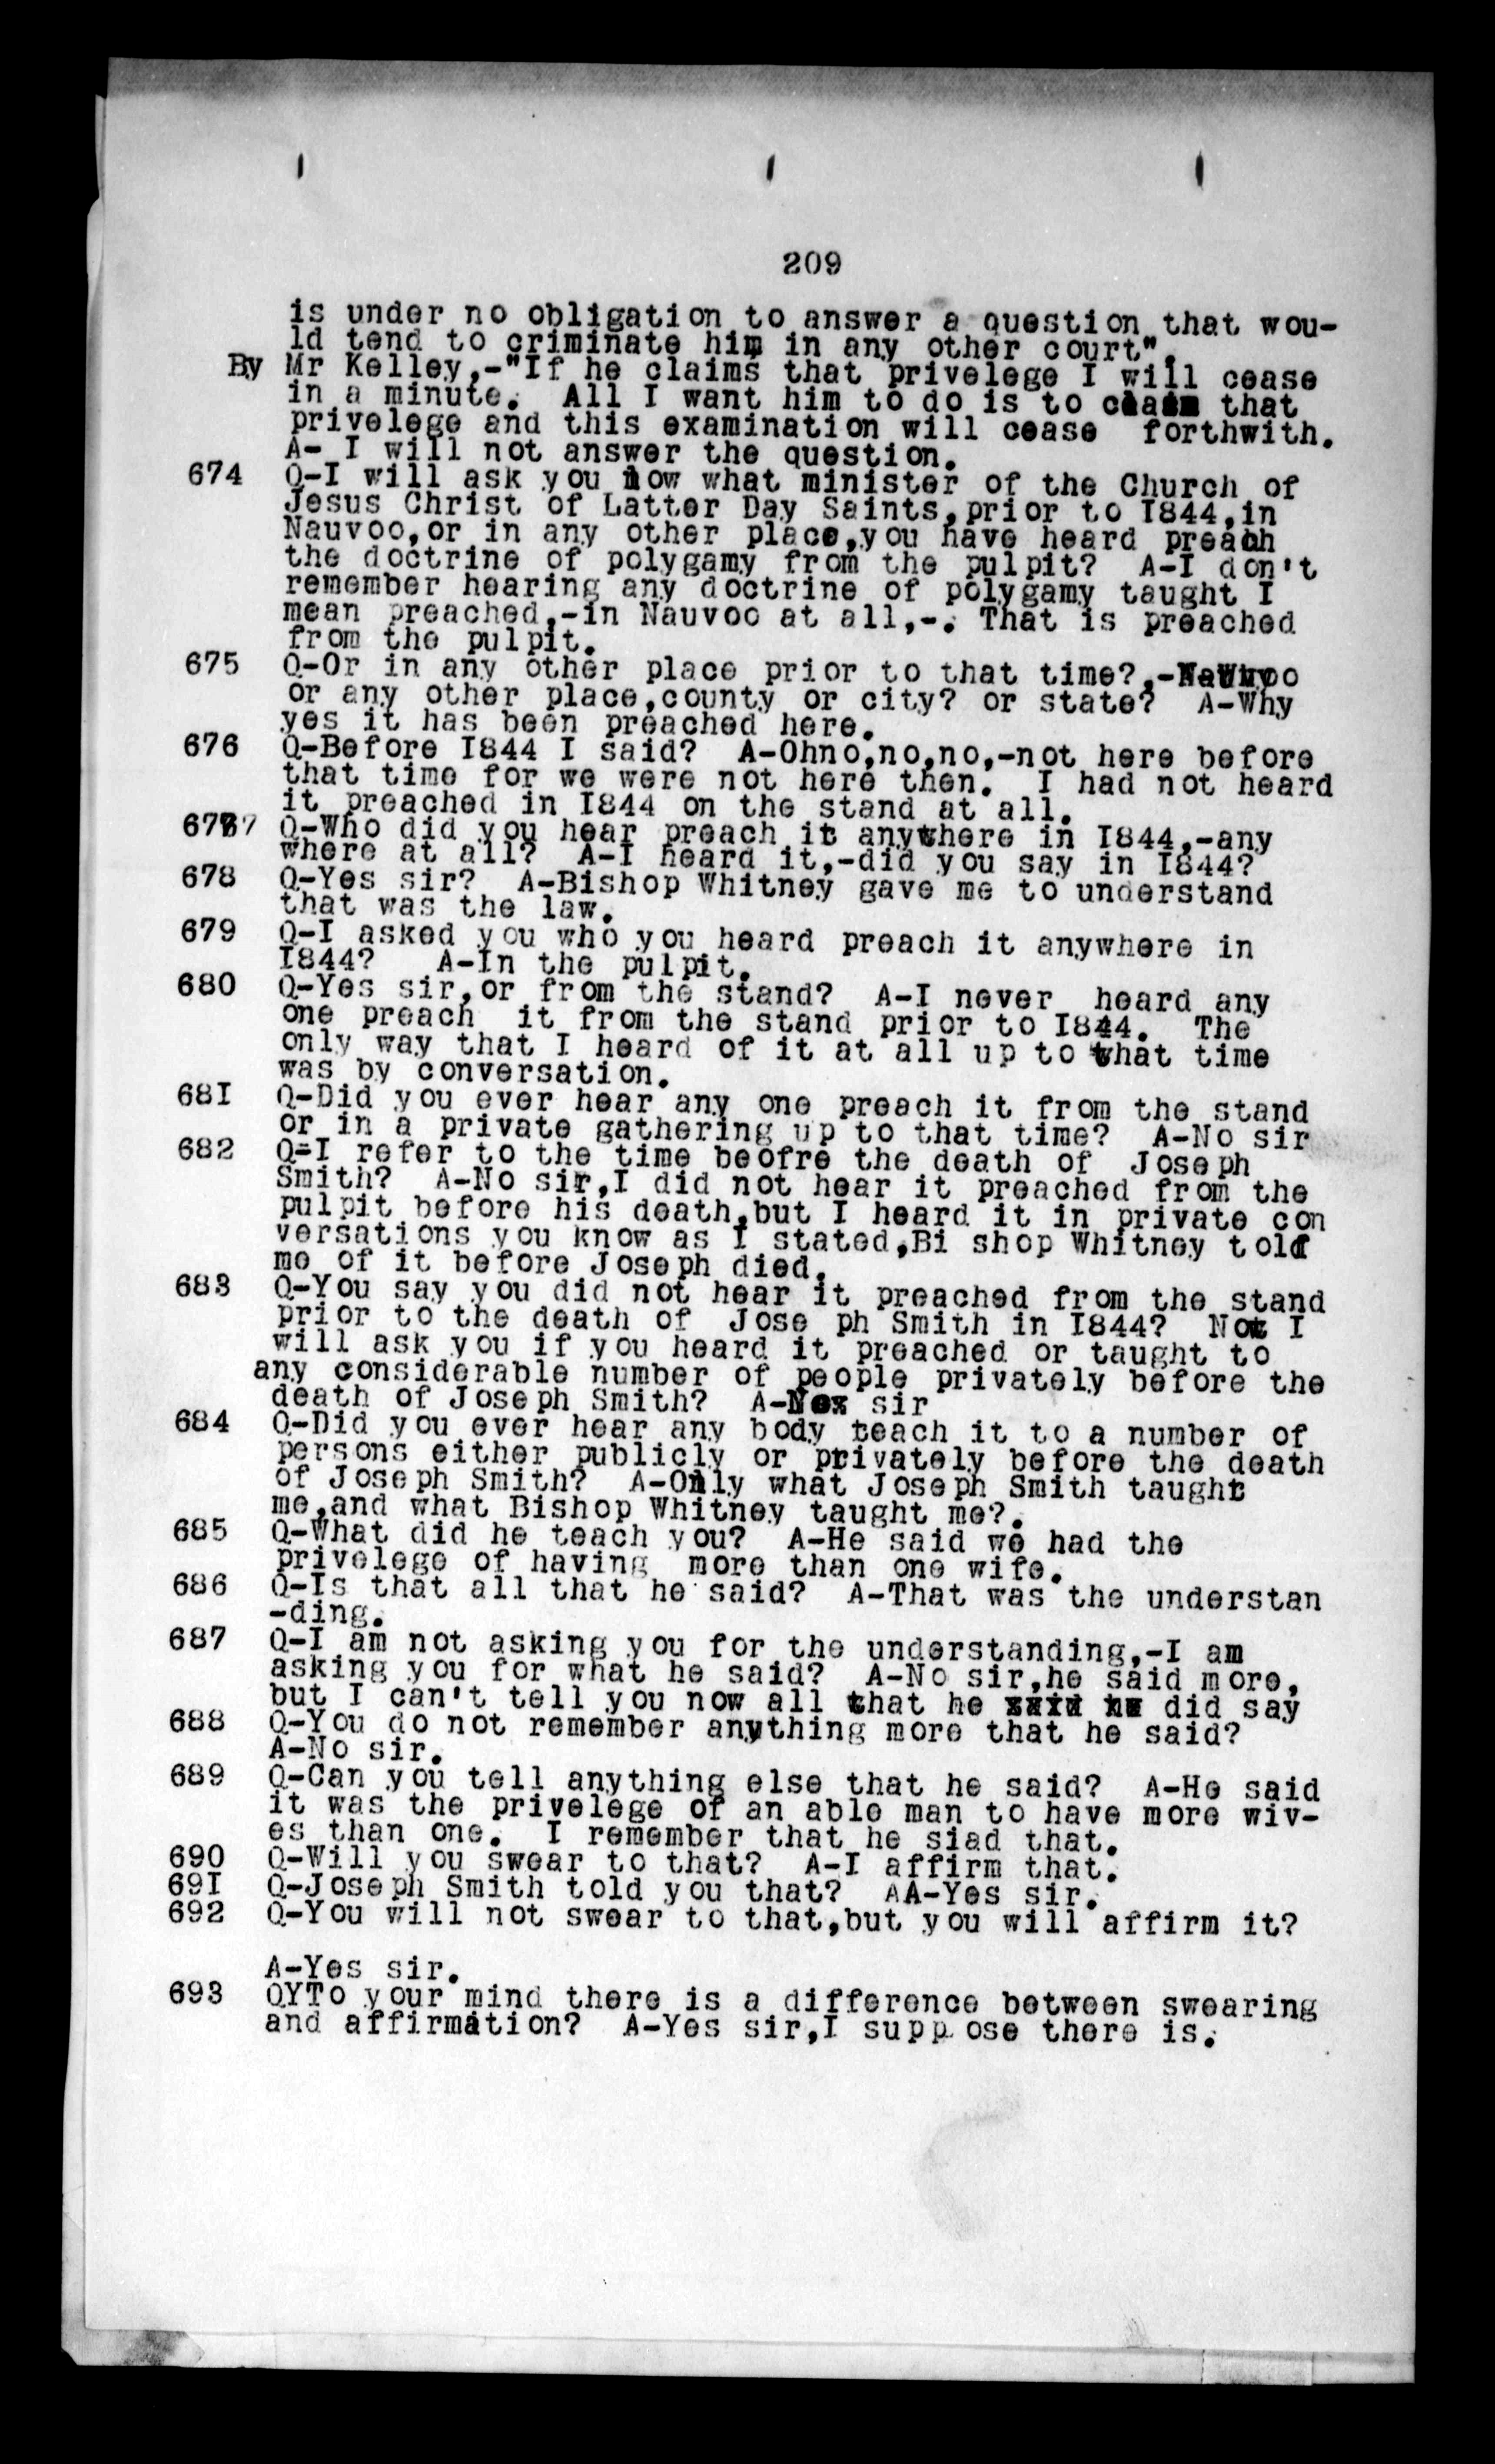 209
is under no obligation to answer a question that wou-
ld tend to criminate him in any other court".
By Mr Kelley,-"If he claims that privelege I will cease
in a minute. All I want him to do is to claim that
privelege and this examination will cease forthwith.
A- I will not answer the question.
674 Q-I will ask you now what minister of the Church of
Jesus Christ of Latter Day Saints,prior to I844,in
Nauvoo,or in any other place,you have heard preach
the doctrine of polygamy from the pulpit? A-I don't
remember hearing any doctrine of polygamy taught I
mean preached,-in Nauvoo at all,-. That is preached
from the pulpit.
675 Q-Or in any other place prior to that time?,-Nauvoo
or any other place,county or city? or state? A-Why
yes it has been preached here.
676 Q-Before I844 I said? A-Ohno,no,no,-not here before
that time for we were not here then. I had not heard
it preached in I844 on the stand at all.
677 Q-Who did you hear preach it anywhere in I844,-any
where at all? A-I heard it,-did you say in I844?
678 Q-Yes sir? A-Bishop Whitney gave me to understand
that was the law.
679 Q-I asked you who you heard preach it anywhere in
I844? A-In the pulpit.
680 Q-Yes sir,or from the stand? A-I never heard any
one preach it from the stand prior to I844. The
only way that I heard of it at all up to that time
was by conversation.
68I Q-Did you ever hear any one preach it from the stand
or in a private gathering up to that time? A-No sir
682 Q-I refer to the time beofre the death of Joseph
Smith? A-No sir,I did not hear it preached from the
pulpit before his death,but I heard it in private con
versations you know as I stated,Bi shop Whitney told
me of it before Joseph died.
683 Q-You say you did not hear it preached from the stand
prior to the death of Jose ph Smith in I844? Not I
will ask you if you heard it preached or taught to
any considerable number of people privately before the
death of Joseph Smith? A-No sir
684 Q-Did you ever hear any body teach it to a number of
persons either publicly or privately before the death
of Joseph Smith? A-Only what Joseph Smith taught
me,and what Bishop Whitney taught me?.
685 Q-What did he teach you? A-He said we had the
privelege of having more than one wife.
686 Q-Is that all that he said? A-That was the understan
-ding.
687 Q-I am not asking you for the understanding,-I am
asking you for what he said? A-No sir,he said more,
but I can't tell you now all that he said he did say
688 Q-You do not remember anything more that he said?
A-No sir.
689 Q-Can you tell anything else that he said? A-He said
it was the privelege of an able man to have more wiv-
es than one. I remember that he siad that.
690 Q-Will you swear to that? A-I affirm that.
69I Q-Joseph Smith told you that? AA-Yes sir.
692 Q-You will not swear to that,but you will affirm it?
A-Yes sir.
693 QYTo your mind there is a difference between swearing
and affirmation? A-Yes sir,I supp ose there is.